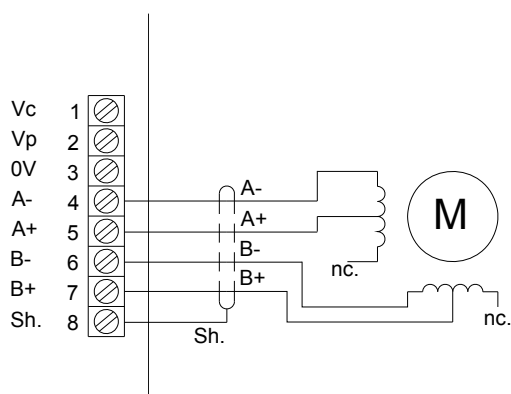 Vc 1
Vp 2
0V 3
A- 4 A-
A+ 5 A+
B- 6 B-
B+ 7 B+
Sh. 8 Sh.
M
nc.
nc.